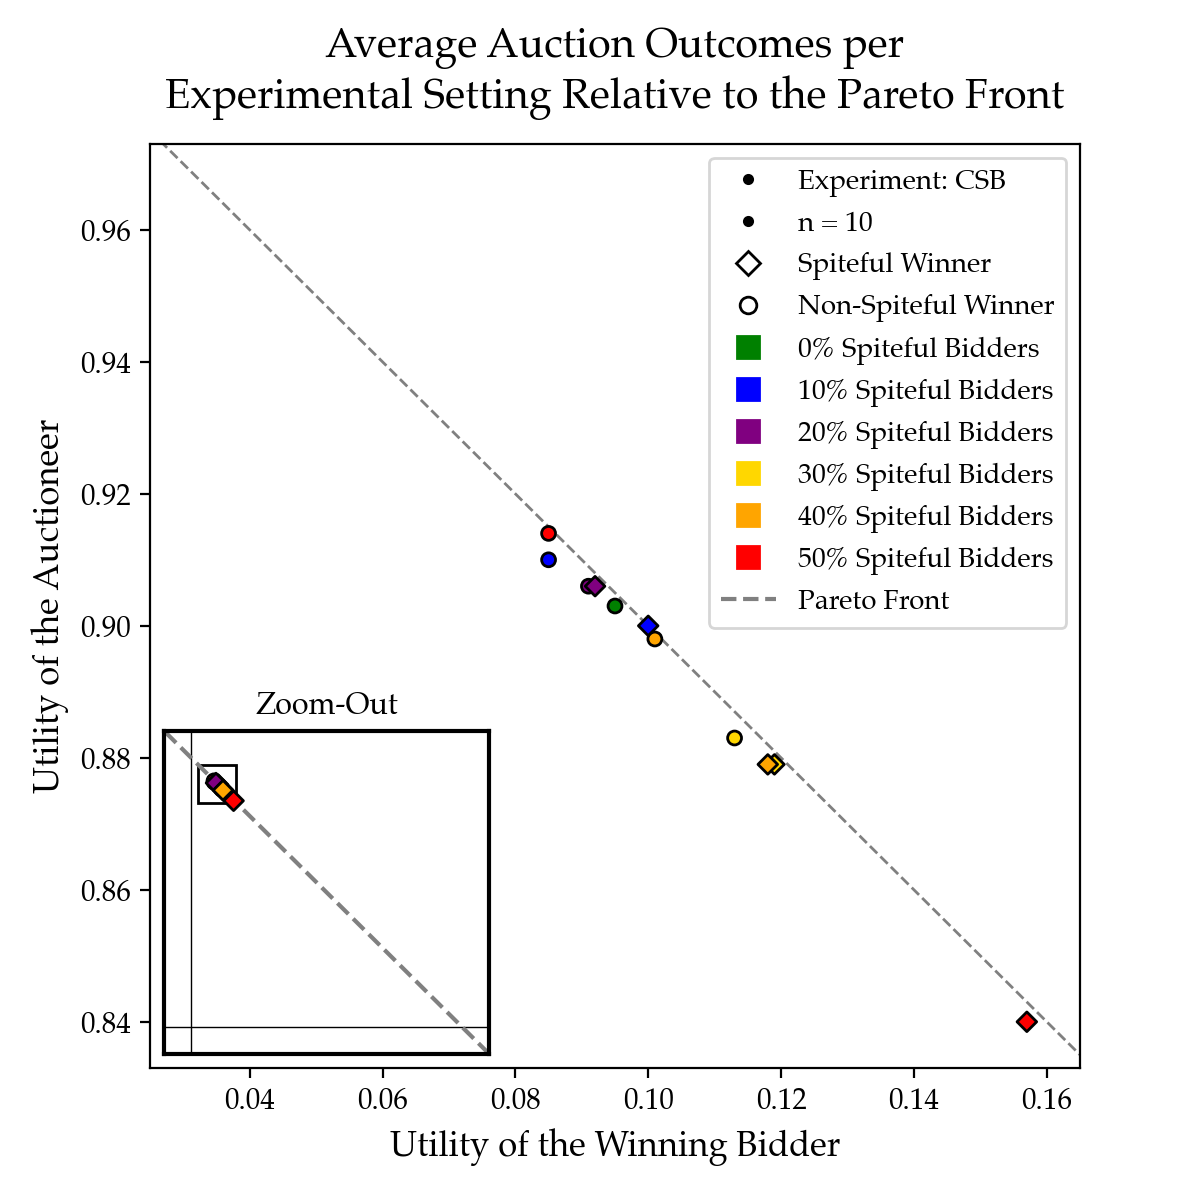 Average Auction Outcomes per
Experimental Setting Relative to the Pareto Front
Experiment: CSB
n = 10
Spiteful Winner
Non-Spiteful Winner
0% Spiteful Bidders
10% Spiteful Bidders
20% Spiteful Bidders
30% Spiteful Bidders
40% Spiteful Bidders
50% Spiteful Bidders
Pareto Front
Utility of the Auctioneer
0.96
0.94
0.92
0.90
0.88
0.86
0.84
Zoom-Out
0.04
0.06
0.08
0.10
0.12
0.14
0.16
Utility of the Winning Bidder